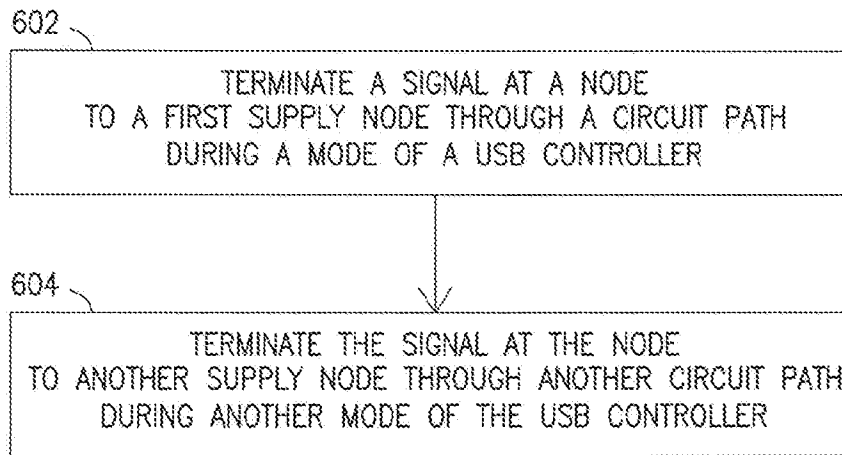 602
TERMINATE A SIGNAL AT A NODE
TO A FIRST SUPPLY NODE THROUGH A CIRCUIT PATH
DURING A MODE OF A USB CONTROLLER
604
TERMINATE THE SIGNAL AT THE NODE
TO ANOTHER SUPPLY NODE THROUGH ANOTHER CIRCUIT PATH
DURING ANOTHER MODE OF THE USB CONTROLLER